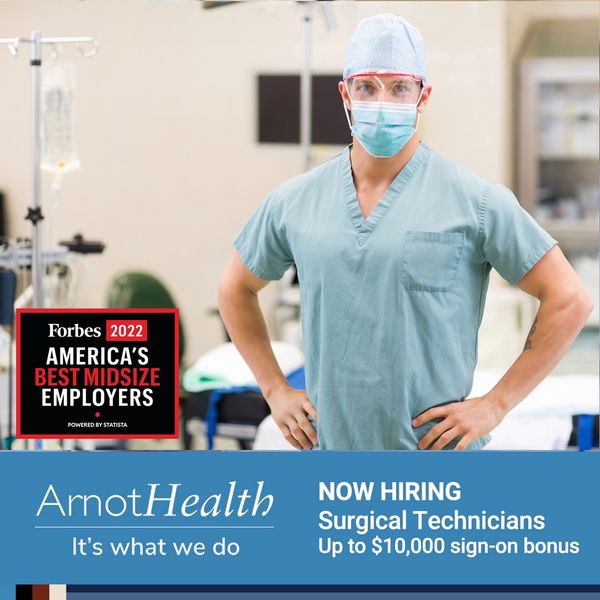 Forbes 2022
AMERICA'S
BEST MIDSIZE
EMPLOYERS
POWERED BY STATISTA
ArnotHealth
It's what we do
NOW HIRING
Surgical Technicians
Up to $10,000 sign-on bonus